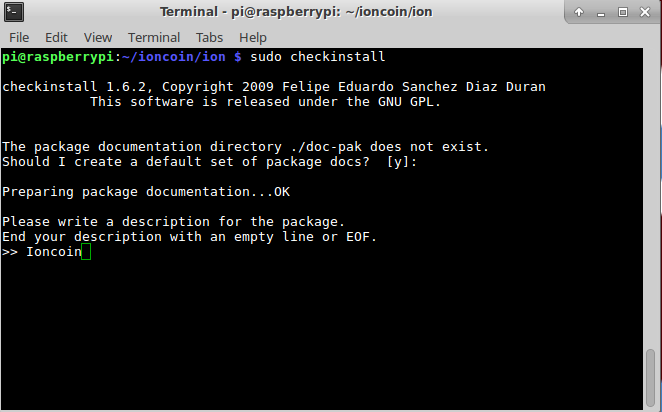 Terminal - pi@raspberrypi: ~/ioncoin/ion
File Edit View Terminal Tabs Help
pi@raspberrypi:~/ioncoin/ion $ sudo checkinstall
checkinstall 1.6.2, Copyright 2009 Felipe Eduardo Sanchez Diaz Duran
This software is released under the GNU GPL.
The package documentation directory ./doc-pak does not exist.
Should I create a default set of package docs?  [y]:
Preparing package documentation...OK
Please write a description for the package.
End your description with an empty line or EOF.
>> Ioncoin